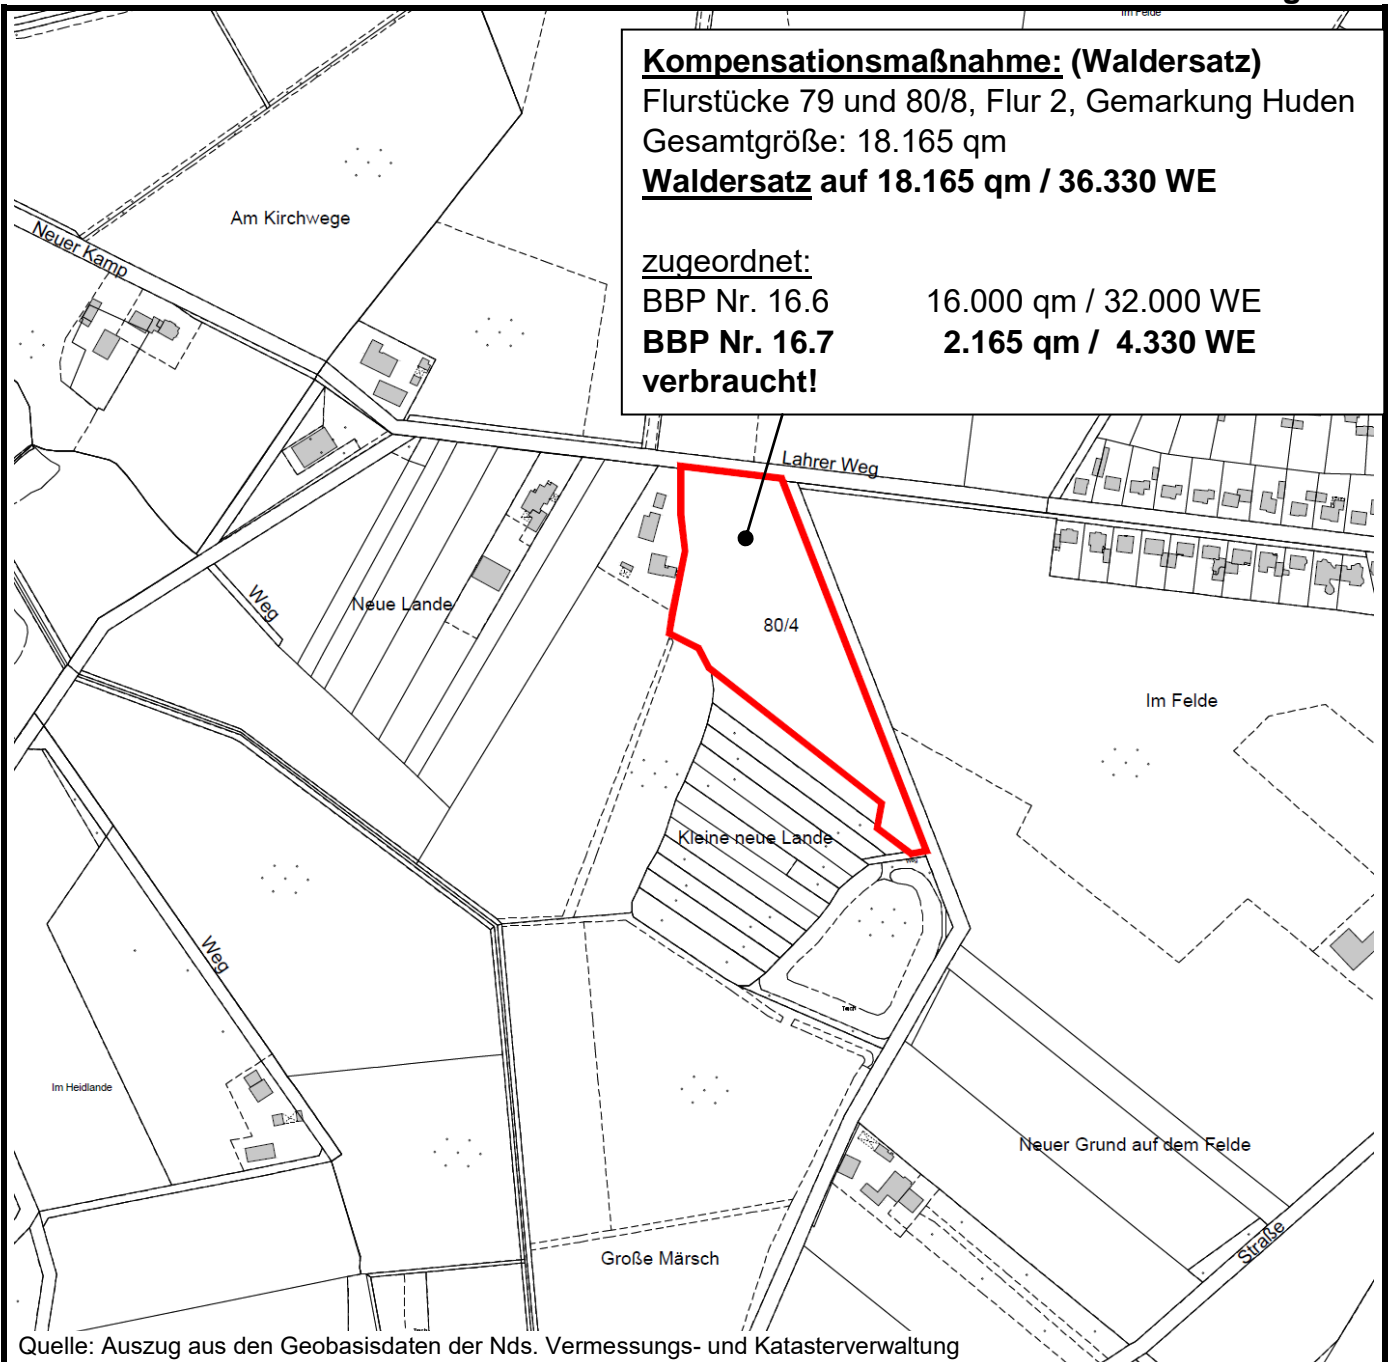 Im Felde
Kompensationsmaßnahme: (Waldersatz)
Flurstücke 79 und 80/8, Flur 2, Gemarkung Huden
Gesamtgröße: 18.165 qm
Waldersatz auf 18.165 qm / 36.330 WE
zugeordnet:
BBP Nr. 16.6 16.000 qm / 32.000 WE
BBP Nr. 16.7 2.165 qm / 4.330 WE
verbraucht!
Am Kirchwege
Neuer Kamp
Lahrer Weg
Weg
Neue Lande
80/4
Im Felde
Kleine neue Lande
Weg
Weg
Teich
Im Heidlande
Neuer Grund auf dem Felde
Straße
Große Märsch
Quelle: Auszug aus den Geobasisdaten der Nds. Vermessungs- und Katasterverwaltung